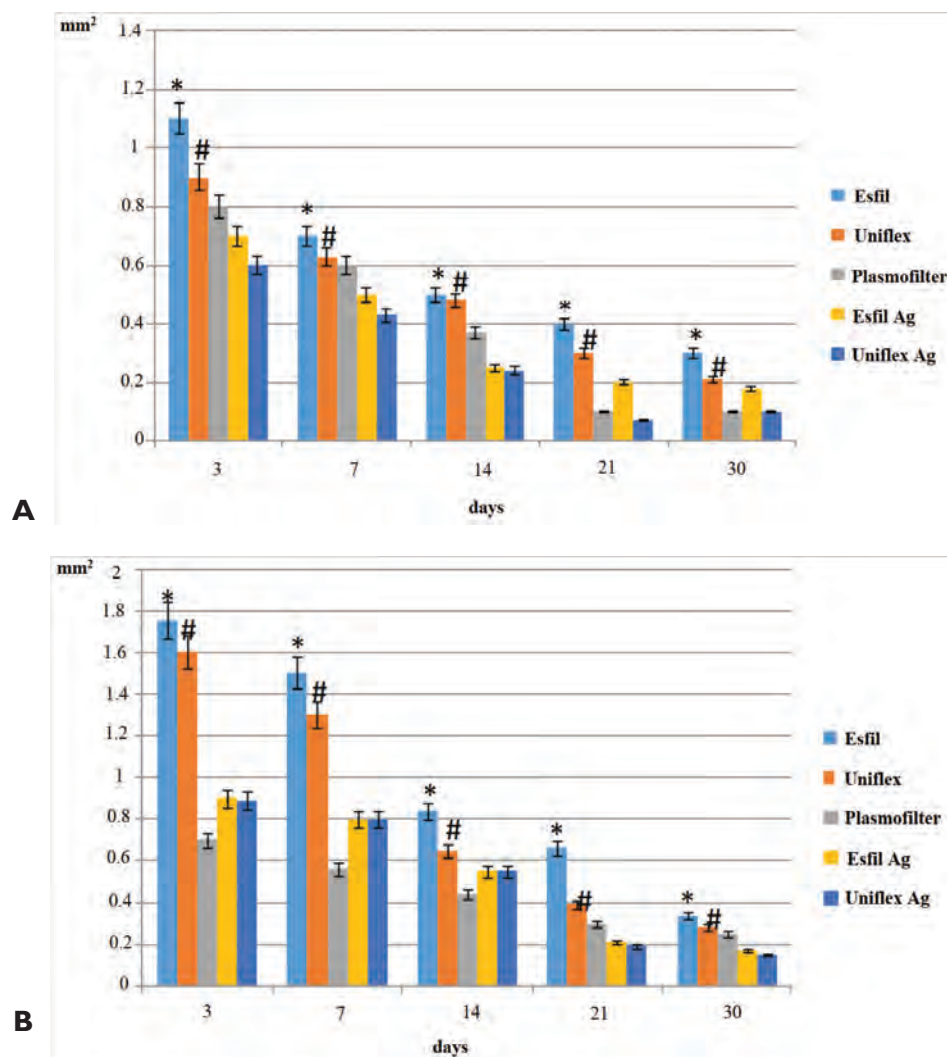 mm²
1.4
1.2
1
0.8
0.6
0.4
0.2
0
* # * # * # * # * #
3 7 14 21 30
days
Esfil
Uniflex
Plasmofilter
Esfil Ag
Uniflex Ag
A
mm²
2
1.8
1.6
1.4
1.2
1
0.8
0.6
0.4
0.2
0
* # * # * # * # * #
3 7 14 21 30
days
Esfil
Uniflex
Plasmofilter
Esfil Ag
Uniflex Ag
B